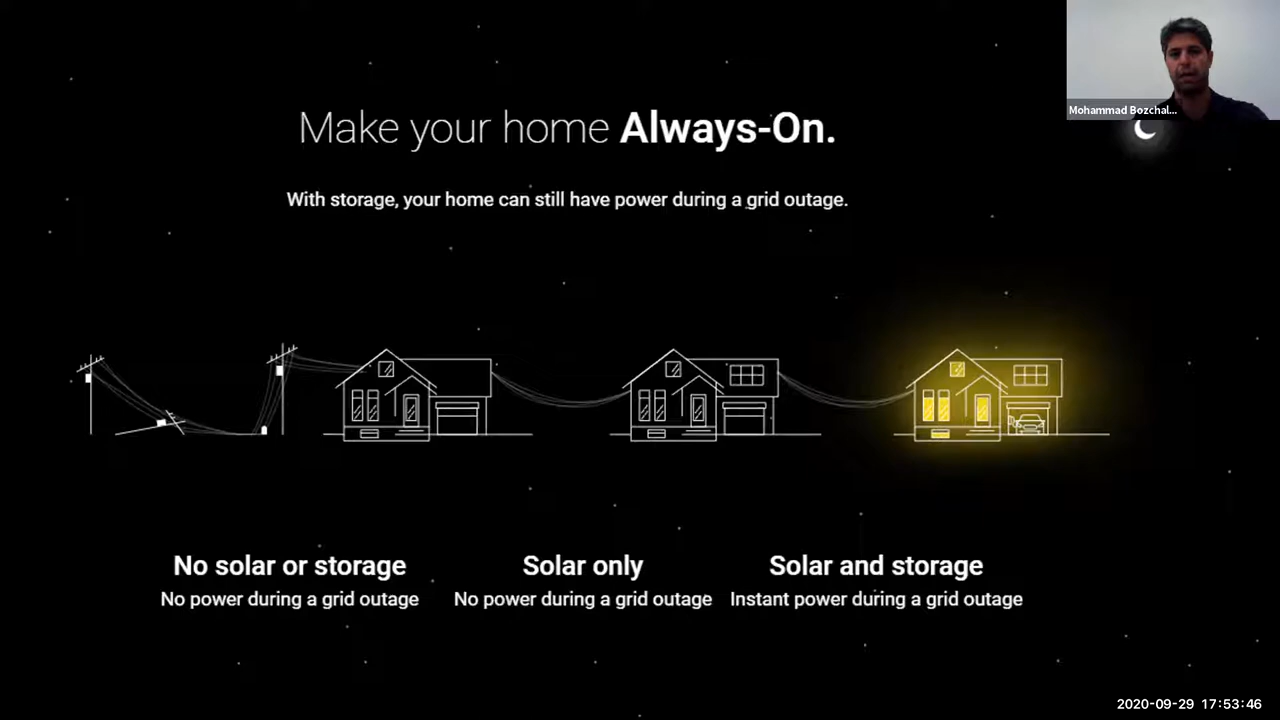 Mohammad Bozchal...
Make your home Always-On.
With storage, your home can still have power during a grid outage.
No solar or storage
No power during a grid outage
Solar only
No power during a grid outage
Solar and storage
Instant power during a grid outage
2020-09-29 17:53:46